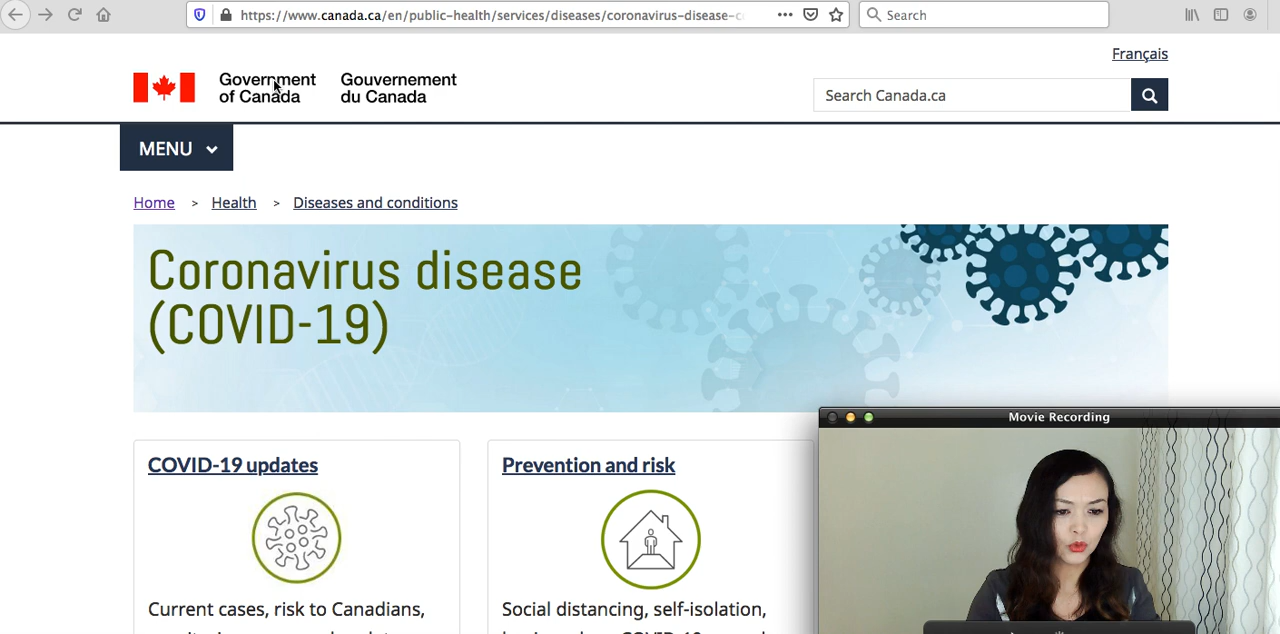 https://www.canada.ca/en/public-health/services/diseases/coronavirus-disease-c
Search
Français
Government of Canada
Gouvernement du Canada
Search Canada.ca
MENU
Home > Health > Diseases and conditions
Coronavirus disease
(COVID-19)
Movie Recording
COVID-19 updates
Prevention and risk
Current cases, risk to Canadians,
Social distancing, self-isolation,